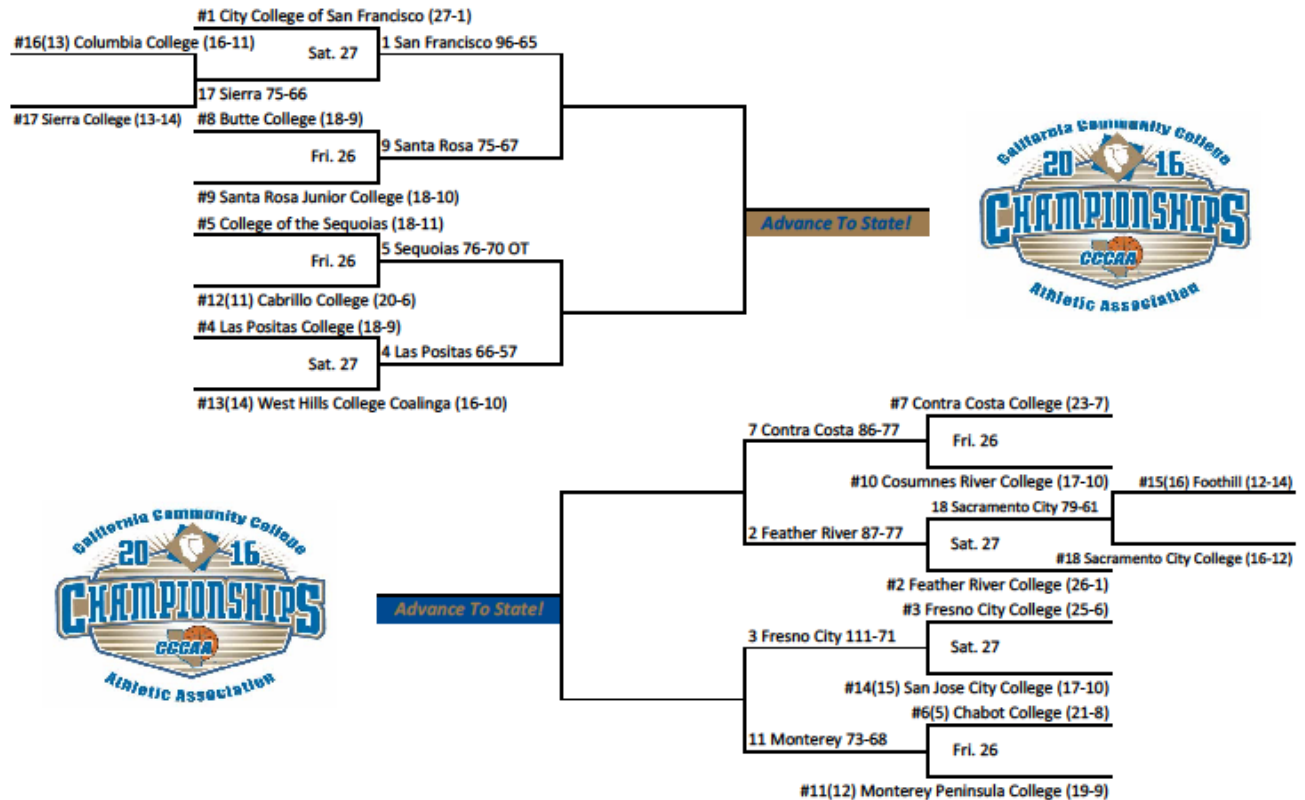 #1 City College of San Francisco (27-1)
#16(13) Columbia College (16-11)
Sat. 27
1 San Francisco 96-65
17 Sierra 75-66
#17 Sierra College (13-14)
#8 Butte College (18-9)
Fri. 26
9 Santa Rosa 75-67
#9 Santa Rosa Junior College (18-10)
#5 College of the Sequoias (18-11)
Fri. 26
5 Sequoias 76-70 OT
#12(11) Cabrillo College (20-6)
#4 Las Positas College (18-9)
Sat. 27
4 Las Positas 66-57
#13(14) West Hills College Coalinga (16-10)
Advance To State!
California Community College
20 16
CHAMPIONSHIPS
CCCAA
Athletic Association
#7 Contra Costa College (23-7)
7 Contra Costa 86-77
Fri. 26
#10 Cosumnes River College (17-10)
#15(16) Foothill (12-14)
18 Sacramento City 79-61
2 Feather River 87-77
Sat. 27
#18 Sacramento City College (16-12)
#2 Feather River College (26-1)
#3 Fresno City College (25-6)
3 Fresno City 111-71
Sat. 27
#14(15) San Jose City College (17-10)
#6(5) Chabot College (21-8)
11 Monterey 73-68
Fri. 26
#11(12) Monterey Peninsula College (19-9)
Advance To State!
California Community College
20 16
CHAMPIONSHIPS
CCCAA
Athletic Association